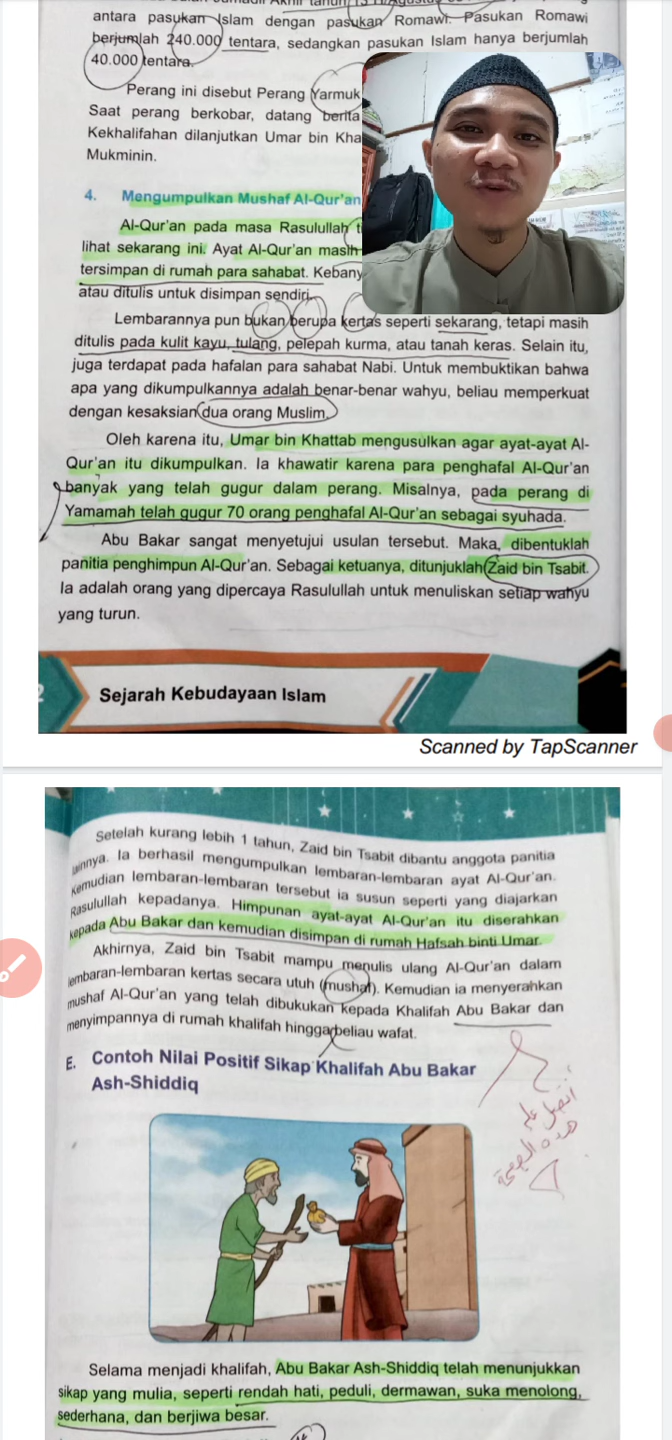 antara pasukan Islam dengan pasukan Romawi. Pasukan Romawi
berjumlah 240.000 tentara, sedangkan pasukan Islam hanya berjumlah
40.000 tentara.
Perang ini disebut Perang Yarmuk
Saat perang berkobar, datang berita
Kekhalifahan dilanjutkan Umar bin Kha
Mukminin.
4. Mengumpulkan Mushaf Al-Qur'an
Al-Qur'an pada masa Rasulullah ti
lihat sekarang ini. Ayat Al-Qur'an masih
tersimpan di rumah para sahabat. Kebany
atau ditulis untuk disimpan sendiri.
Lembarannya pun bukan berupa kertas seperti sekarang, tetapi masih
ditulis pada kulit kayu, tulang, pelepah kurma, atau tanah keras. Selain itu,
juga terdapat pada hafalan para sahabat Nabi. Untuk membuktikan bahwa
apa yang dikumpulkannya adalah benar-benar wahyu, beliau memperkuat
dengan kesaksian dua orang Muslim.
Oleh karena itu, Umar bin Khattab mengusulkan agar ayat-ayat Al-
Qur'an itu dikumpulkan. Ia khawatir karena para penghafal Al-Qur'an
banyak yang telah gugur dalam perang. Misalnya, pada perang di
Yamamah telah gugur 70 orang penghafal Al-Qur'an sebagai syuhada.
Abu Bakar sangat menyetujui usulan tersebut. Maka, dibentuklah
panitia penghimpun Al-Qur'an. Sebagai ketuanya, ditunjuklah Zaid bin Tsabit.
Ia adalah orang yang dipercaya Rasulullah untuk menuliskan setiap wahyu
yang turun.
2
Sejarah Kebudayaan Islam
Scanned by TapScanner
Setelah kurang lebih 1 tahun, Zaid bin Tsabit dibantu anggota panitia
lainnya. Ia berhasil mengumpulkan lembaran-lembaran ayat Al-Qur'an.
Kemudian lembaran-lembaran tersebut ia susun seperti yang diajarkan
Rasulullah kepadanya. Himpunan ayat-ayat Al-Qur'an itu diserahkan
kepada Abu Bakar dan kemudian disimpan di rumah Hafsah binti Umar.
Akhirnya, Zaid bin Tsabit mampu menulis ulang Al-Qur'an dalam
lembaran-lembaran kertas secara utuh (mushaf). Kemudian ia menyerahkan
mushaf Al-Qur'an yang telah dibukukan kepada Khalifah Abu Bakar dan
menyimpannya di rumah khalifah hingga beliau wafat.
E. Contoh Nilai Positif Sikap Khalifah Abu Bakar
Ash-Shiddiq
Selama menjadi khalifah, Abu Bakar Ash-Shiddiq telah menunjukkan
sikap yang mulia, seperti rendah hati, peduli, dermawan, suka menolong,
sederhana, dan berjiwa besar.